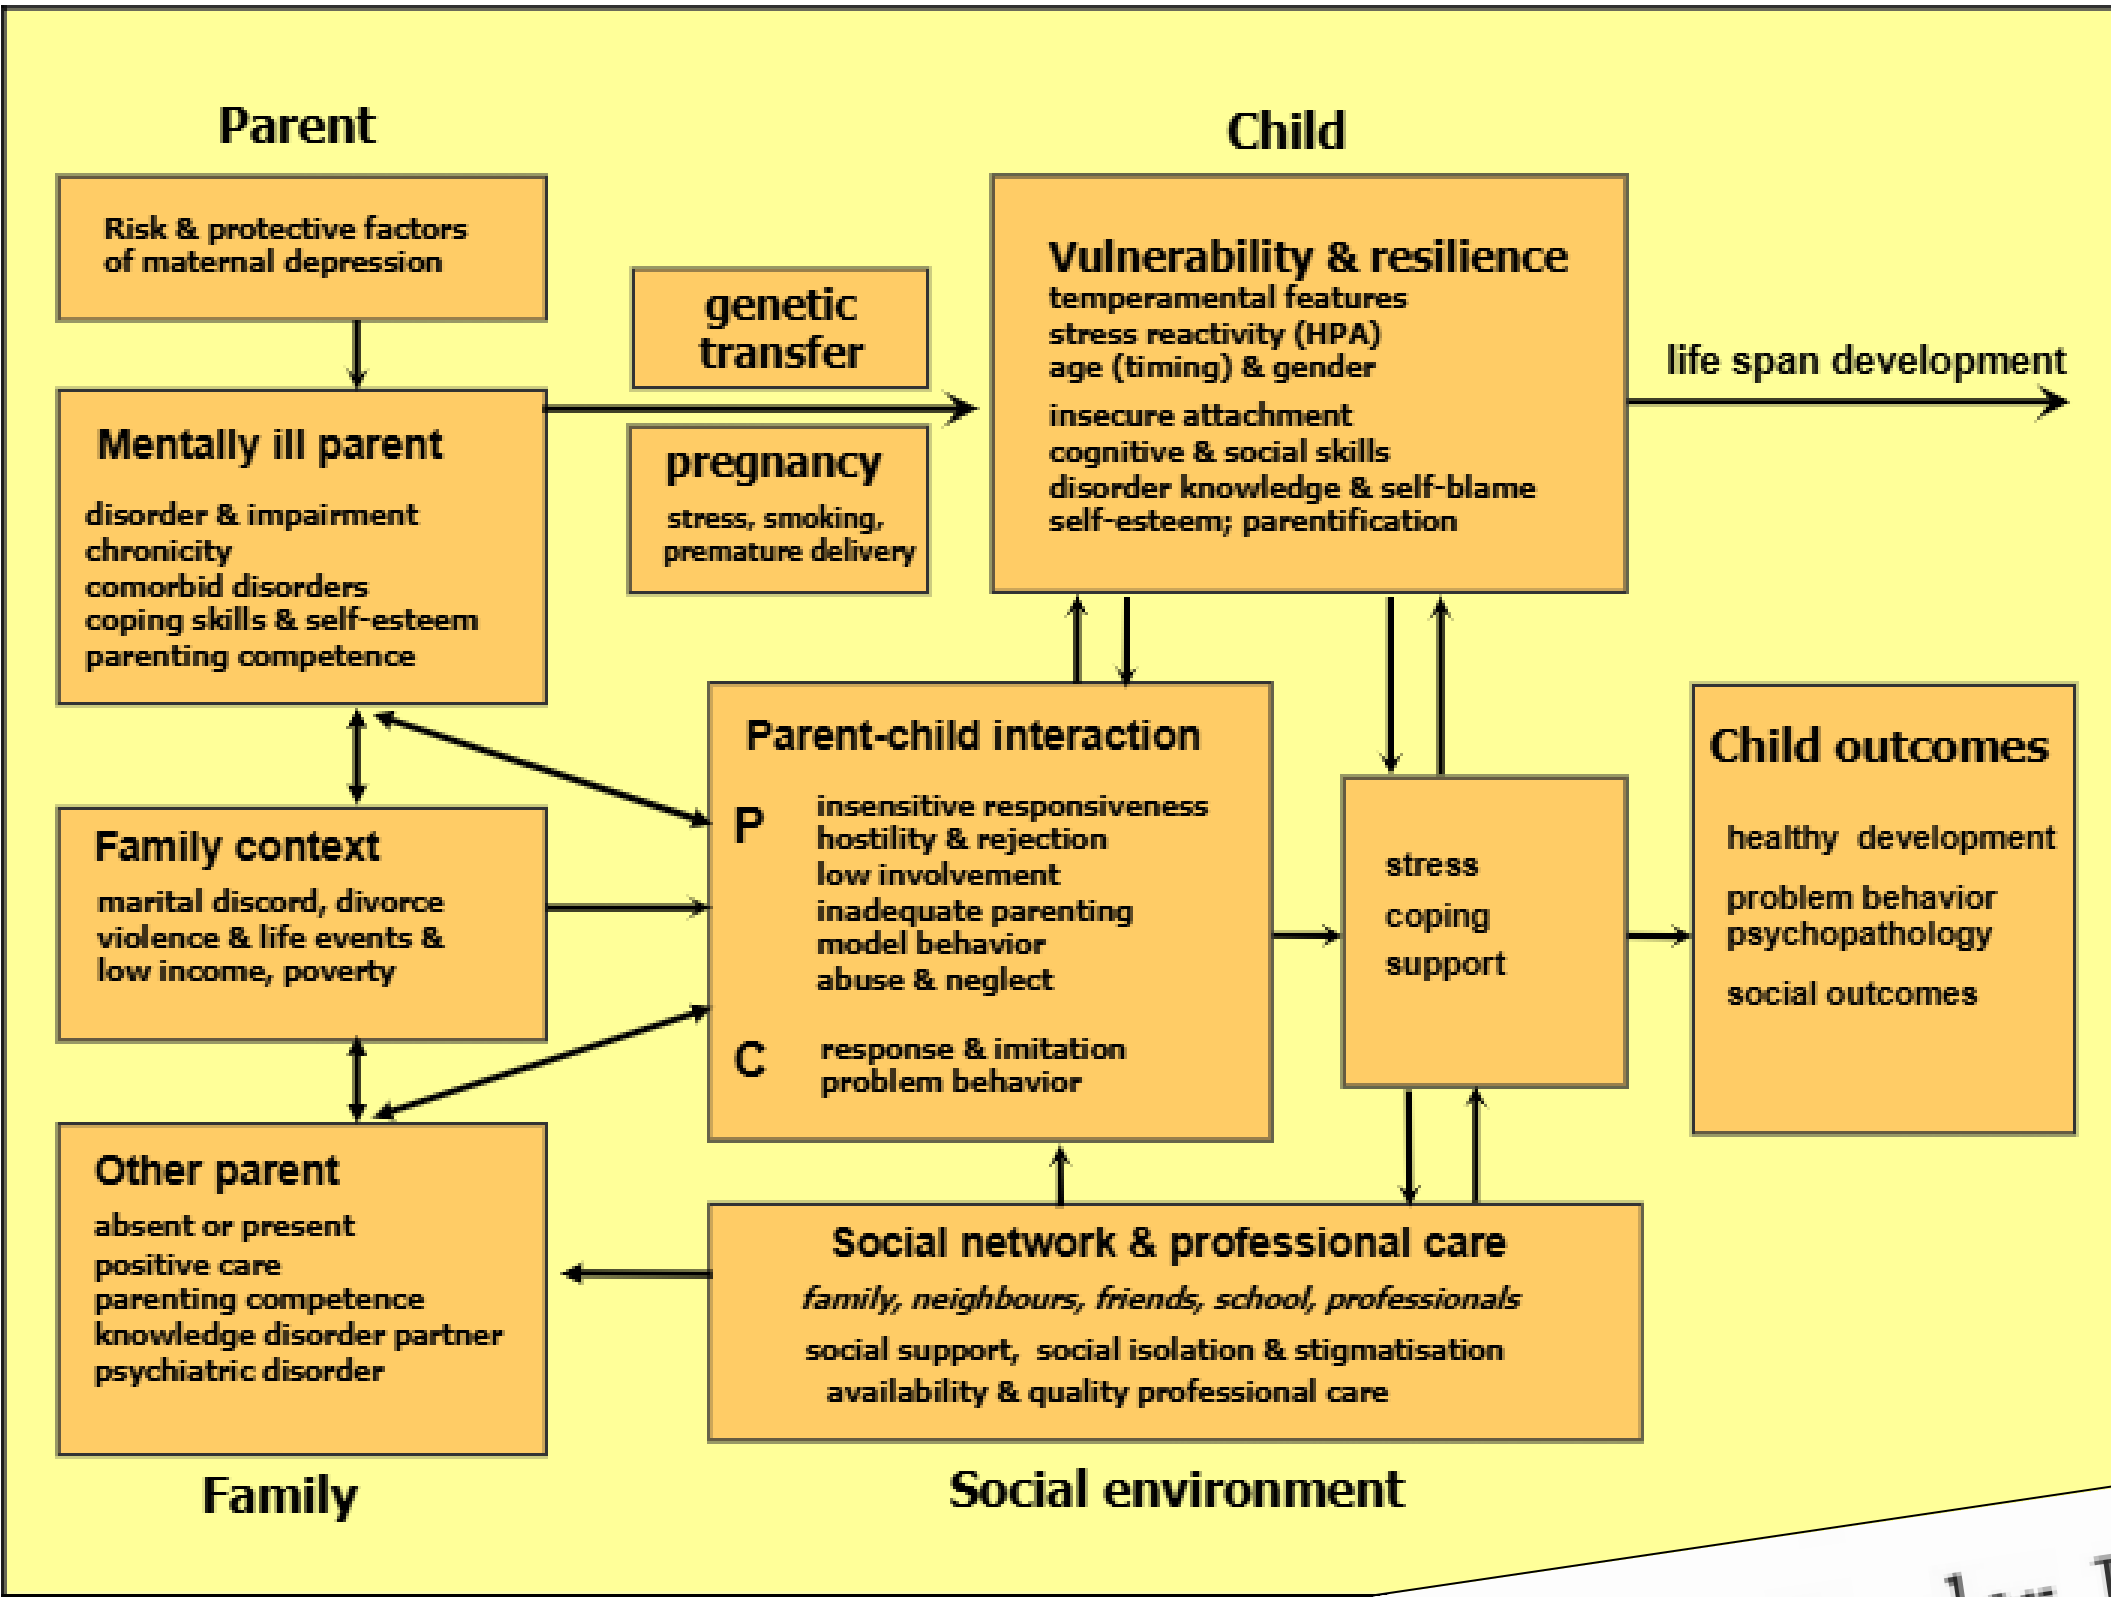 Parent
Risk & protective factors
of maternal depression
Mentally ill parent
disorder & impairment
chronicity
comorbid disorders
coping skills & self-esteem
parenting competence
Family context
marital discord, divorce
violence & life events &
low income, poverty
Other parent
absent or present
positive care
parenting competence
knowledge disorder partner
psychiatric disorder
Family
genetic
transfer
pregnancy
stress, smoking,
premature delivery
Child
Vulnerability & resilience
temperamental features
stress reactivity (HPA)
age (timing) & gender
insecure attachment
cognitive & social skills
disorder knowledge & self-blame
self-esteem; parentification
life span development
Parent-child interaction
P
insensitive responsiveness
hostility & rejection
low involvement
inadequate parenting
model behavior
abuse & neglect
C
response & imitation
problem behavior
stress
coping
support
Child outcomes
healthy development
problem behavior
psychopathology
social outcomes
Social network & professional care
family, neighbours, friends, school, professionals
social support, social isolation & stigmatisation
availability & quality professional care
Social environment